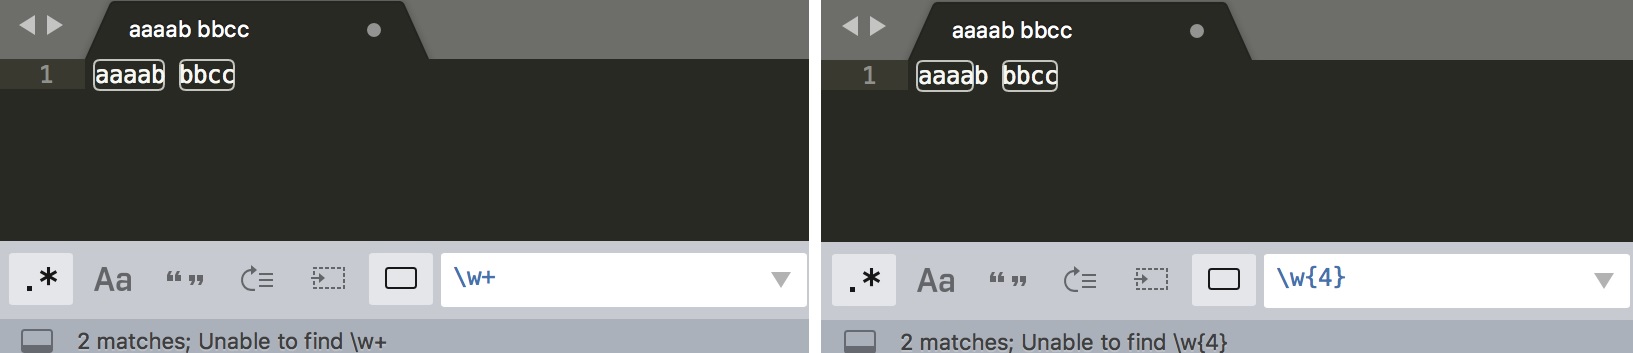 aaaab bbcc
1 aaaab bbcc
.* Aa “ ” \w+
2 matches; Unable to find \w+
aaaab bbcc
1 aaaab bbcc
.* Aa “ ” \w{4}
2 matches; Unable to find \w{4}